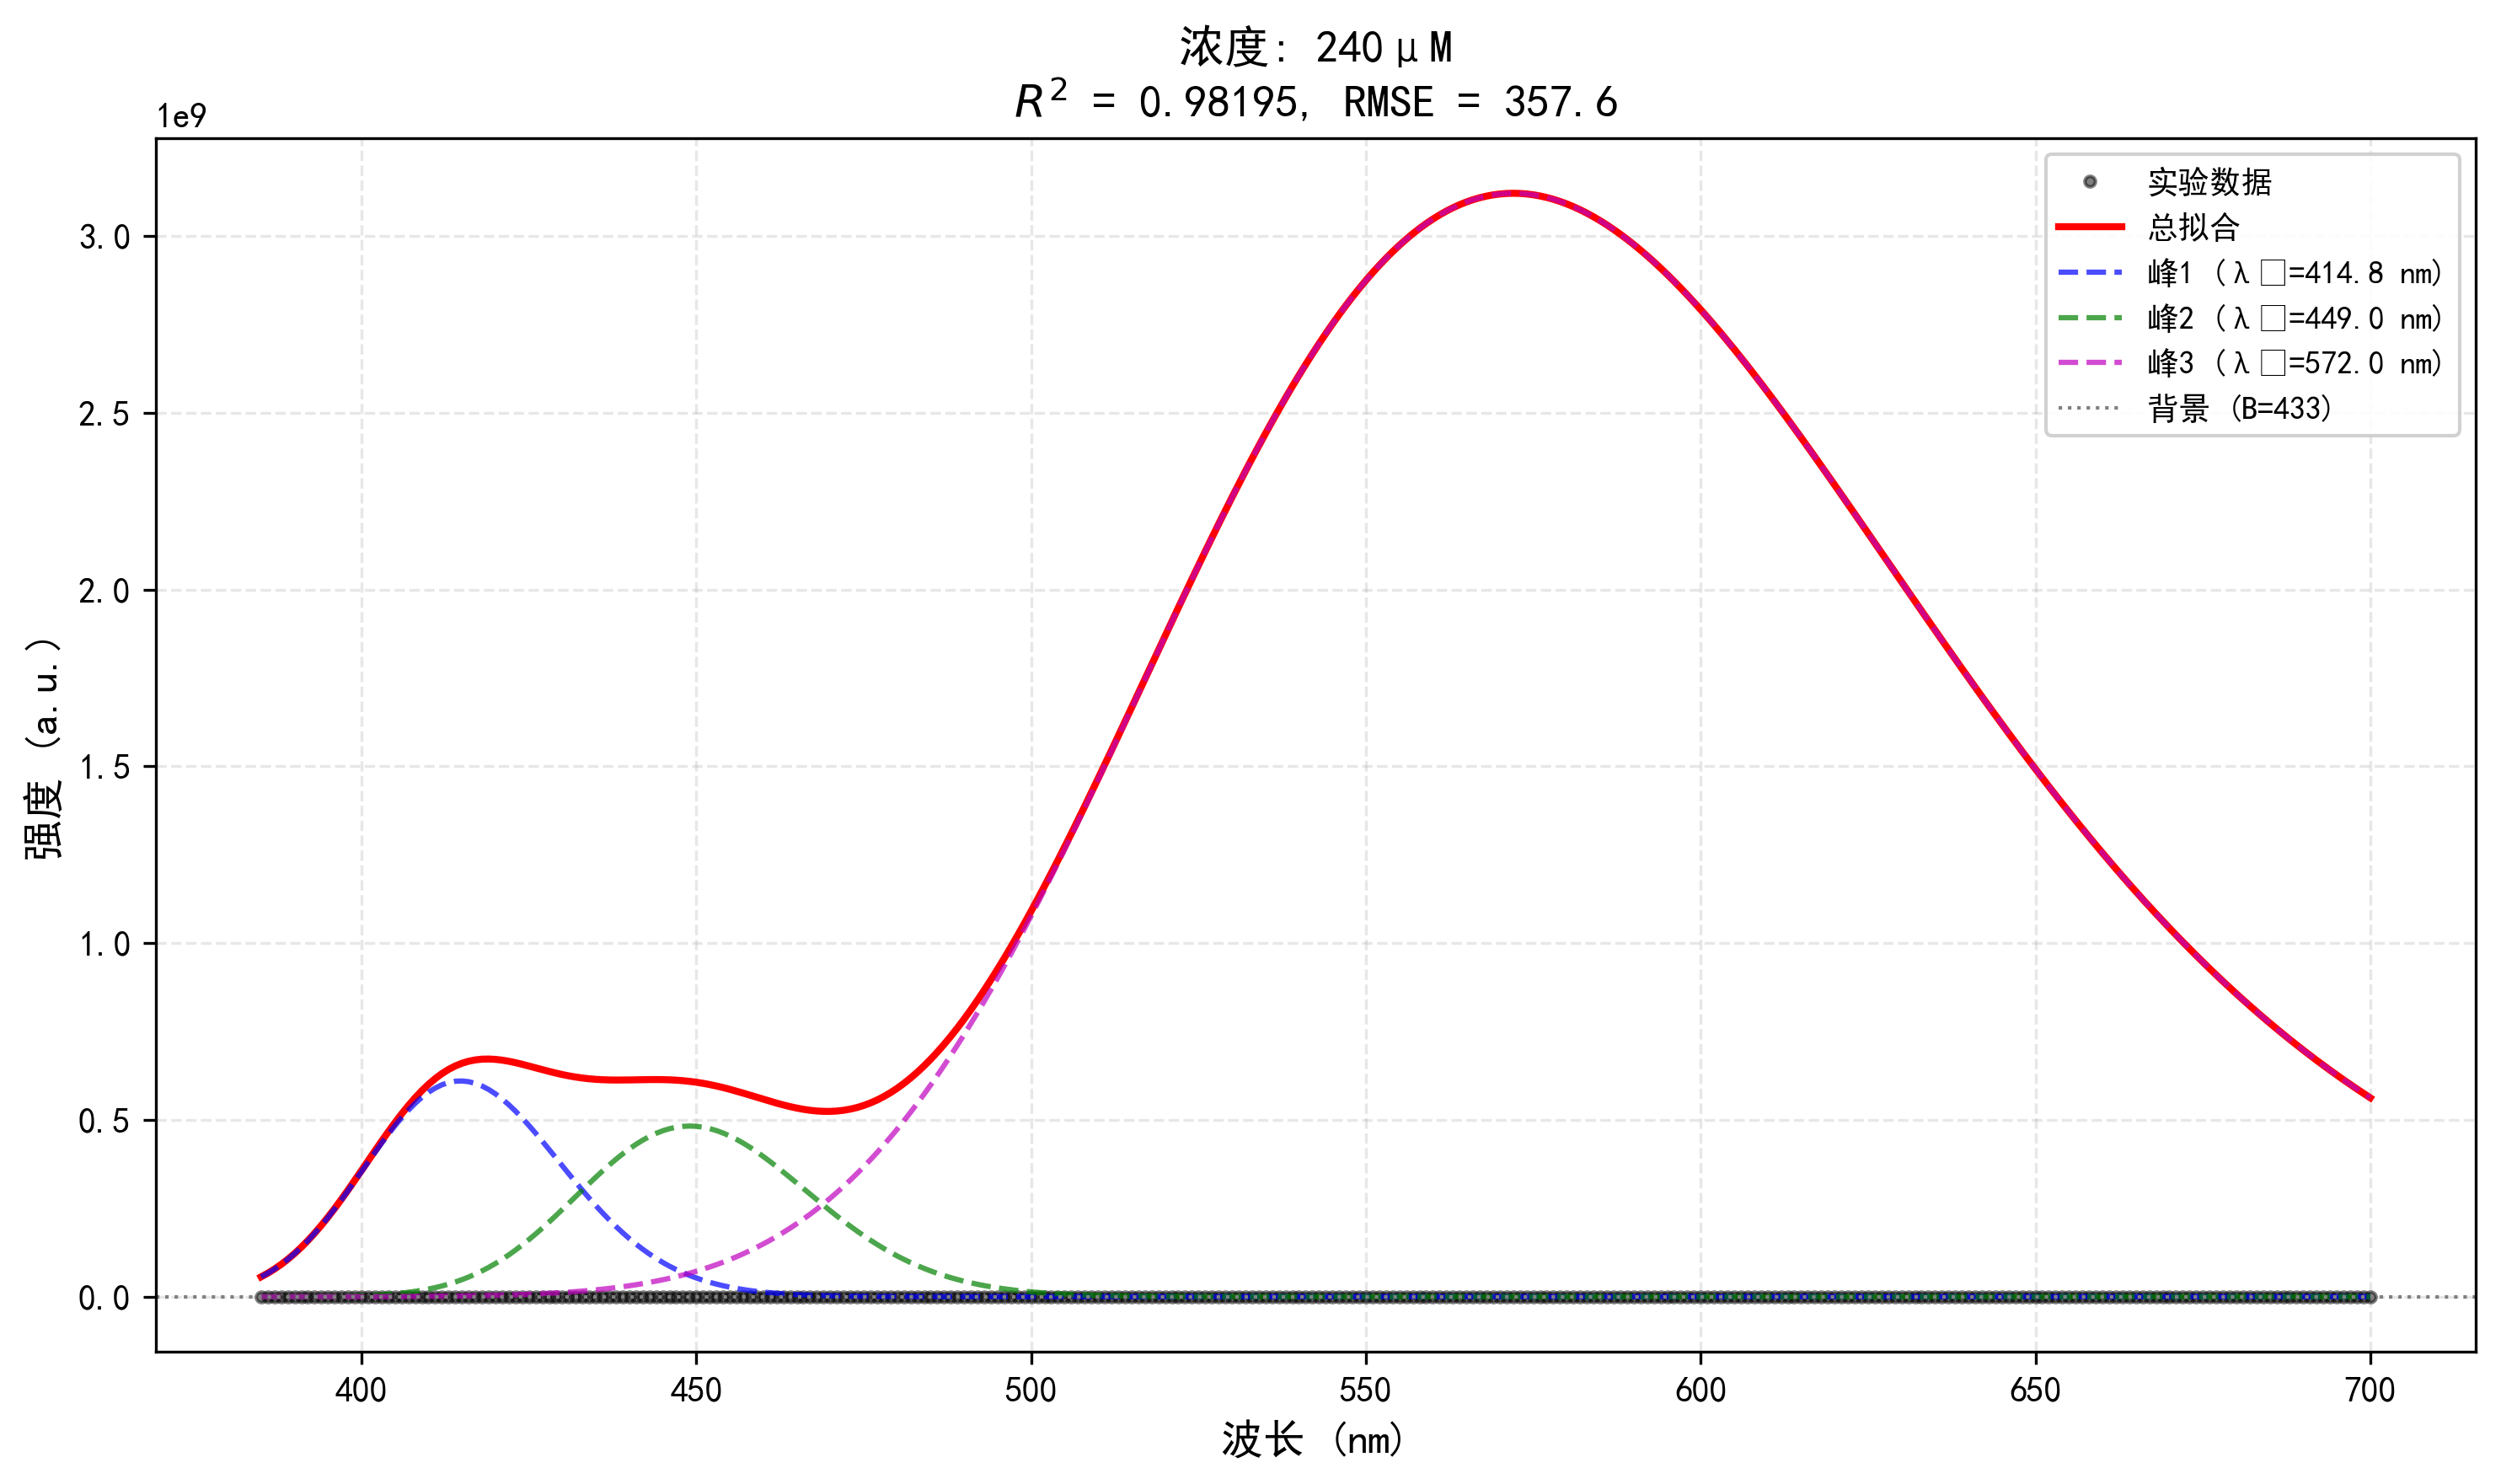 浓度: 240μM
R² = 0.98195, RMSE = 357.6
1e9
3.0
2.5
2.0
1.5
1.0
0.5
0.0
强度 (a.u.)
实验数据
总拟合
峰1 (λ□=414.8 nm)
峰2 (λ□=449.0 nm)
峰3 (λ□=572.0 nm)
背景 (B=433)
400 450 500 550 600 650 700
波长 (nm)